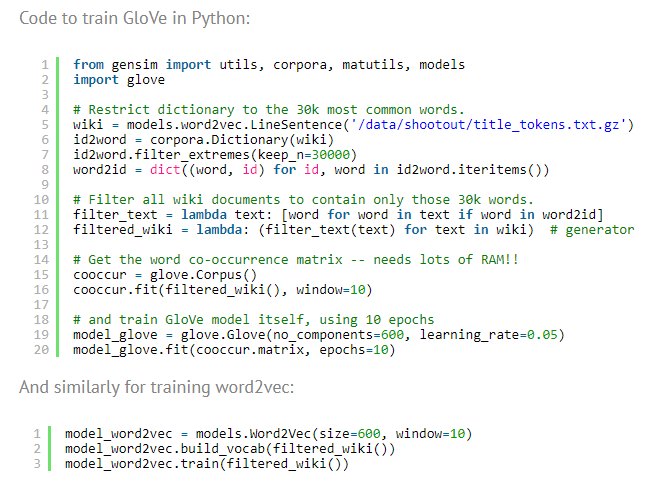 Code to train GloVe in Python:
1 from gensim import utils, corpora, matutils, models
2 import glove
3
4 # Restrict dictionary to the 30k most common words.
5 wiki = models.word2vec.LineSentence('/data/shootout/title_tokens.txt.gz')
6 id2word = corpora.Dictionary(wiki)
7 id2word.filter_extremes(keep_n=30000)
8 word2id = dict((word, id) for id, word in id2word.iteritems())
9
10 # Filter all wiki documents to contain only those 30k words.
11 filter_text = lambda text: [word for word in text if word in word2id]
12 filtered_wiki = lambda: (filter_text(text) for text in wiki)  # generator
13
14 # Get the word co-occurrence matrix -- needs lots of RAM!!
15 cooccur = glove.Corpus()
16 cooccur.fit(filtered_wiki(), window=10)
17
18 # and train GloVe model itself, using 10 epochs
19 model_glove = glove.Glove(no_components=600, learning_rate=0.05)
20 model_glove.fit(cooccur.matrix, epochs=10)
And similarly for training word2vec:
1 model_word2vec = models.Word2Vec(size=600, window=10)
2 model_word2vec.build_vocab(filtered_wiki())
3 model_word2vec.train(filtered_wiki())